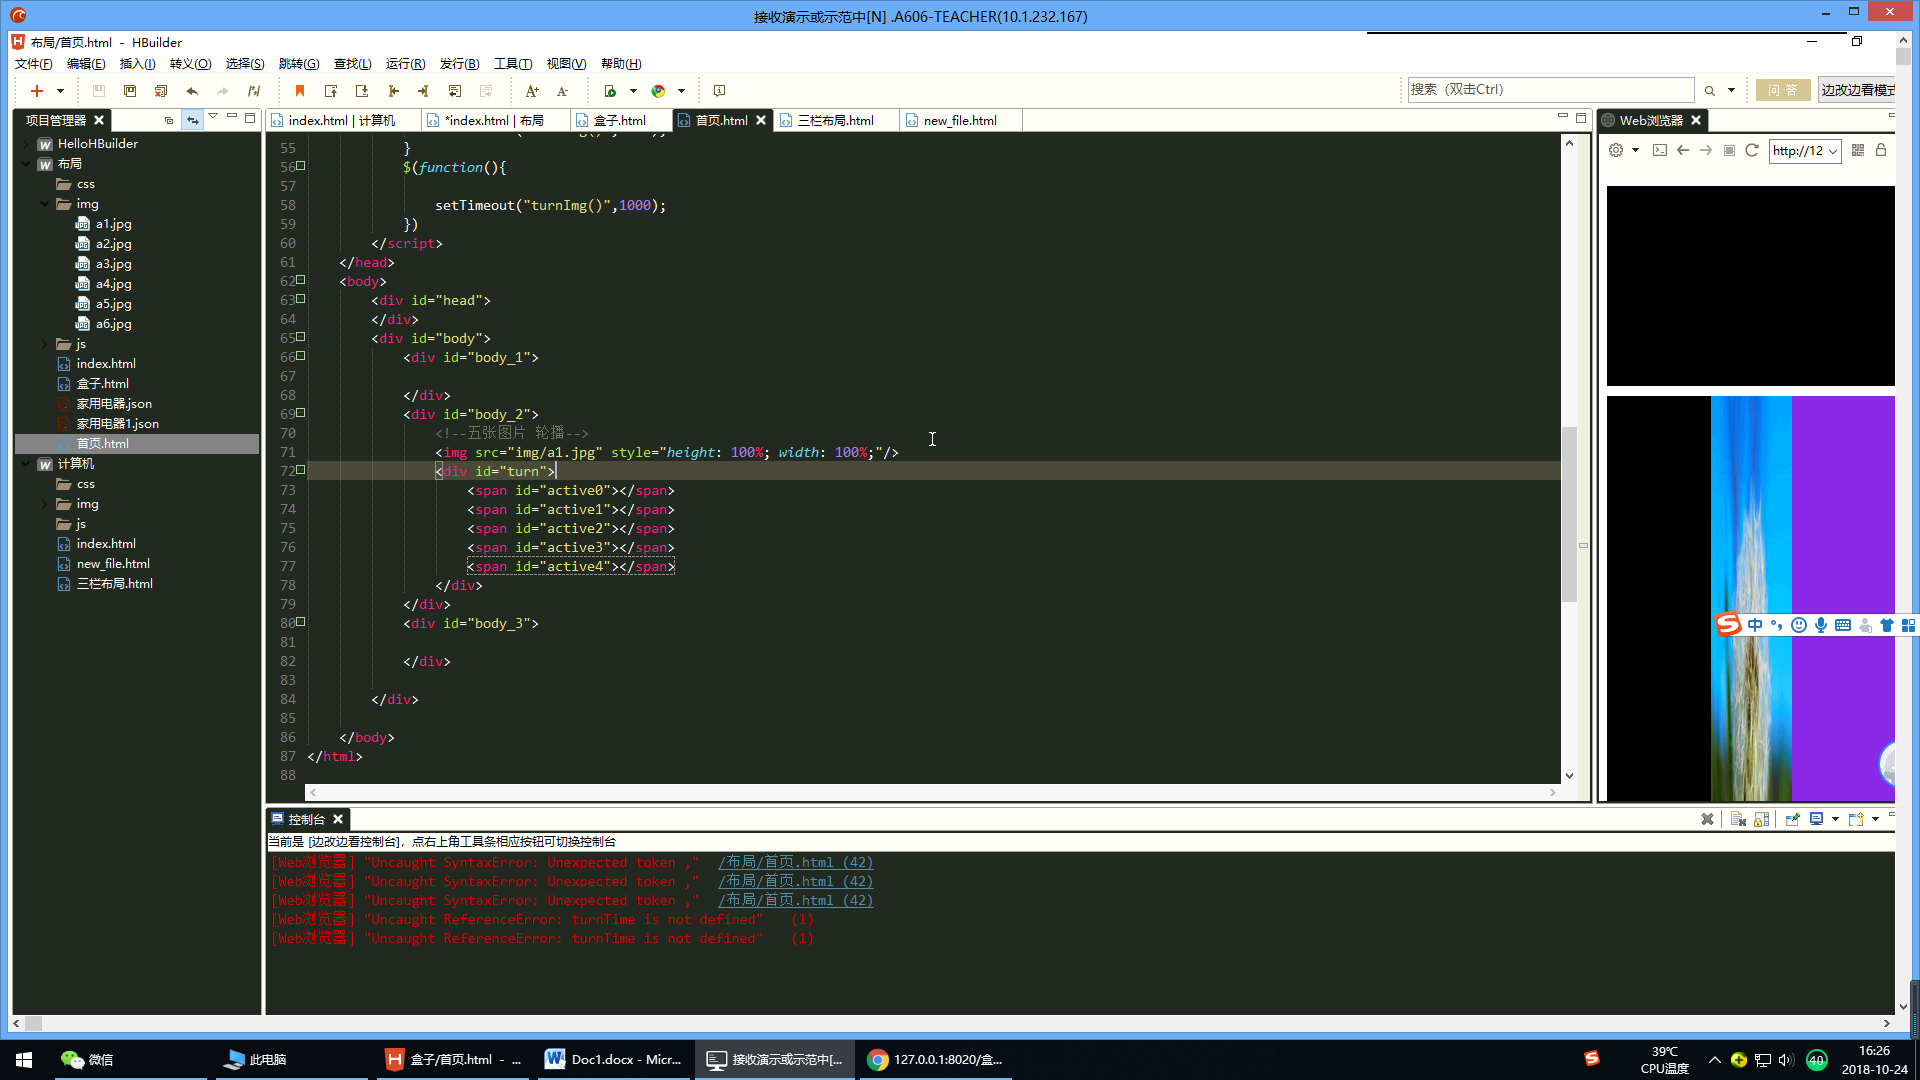 接收演示或示范中[N] .A606-TEACHER(10.1.232.167)
布局/首页.html - HBuilder
文件(F) 编辑(E) 插入(I) 转义(O) 选择(S) 跳转(G) 查找(L) 运行(R) 发行(B) 工具(T) 视图(V) 帮助(H)
搜索（双击Ctrl） 问 答 边改边看模式
项目管理器
index.html | 计算机 *index.html | 布局 盒子.html 首页.html 三栏布局.html new_file.html
Web浏览器
http://12
HelloHBuilder
布局
css
img
a1.jpg
a2.jpg
a3.jpg
a4.jpg
a5.jpg
a6.jpg
js
index.html
盒子.html
家用电器.json
家用电器1.json
首页.html
计算机
css
img
js
index.html
new_file.html
三栏布局.html
55 }
56 $(function(){
57
58 setTimeout("turnImg()",1000);
59 })
60 </script>
61 </head>
62 <body>
63 <div id="head">
64 </div>
65 <div id="body">
66 <div id="body_1">
67
68 </div>
69 <div id="body_2">
70 <!--五张图片 轮播-->
71 <img src="img/a1.jpg" style="height: 100%; width: 100%;"/>
72 <div id="turn">
73 <span id="active0"></span>
74 <span id="active1"></span>
75 <span id="active2"></span>
76 <span id="active3"></span>
77 <span id="active4"></span>
78 </div>
79 </div>
80 <div id="body_3">
81
82 </div>
83
84 </div>
85
86 </body>
87 </html>
88
中
控制台
当前是 [边改边看控制台]，点右上角工具条相应按钮可切换控制台
[Web浏览器] "Uncaught SyntaxError: Unexpected token ," /布局/首页.html (42)
[Web浏览器] "Uncaught SyntaxError: Unexpected token ," /布局/首页.html (42)
[Web浏览器] "Uncaught SyntaxError: Unexpected token ," /布局/首页.html (42)
[Web浏览器] "Uncaught ReferenceError: turnTime is not defined" (1)
[Web浏览器] "Uncaught ReferenceError: turnTime is not defined" (1)
微信 此电脑 盒子/首页.html - ... Doc1.docx - Micr... 接收演示或示范中[... 127.0.0.1:8020/盒...
39℃
CPU温度
40
16:26
2018-10-24